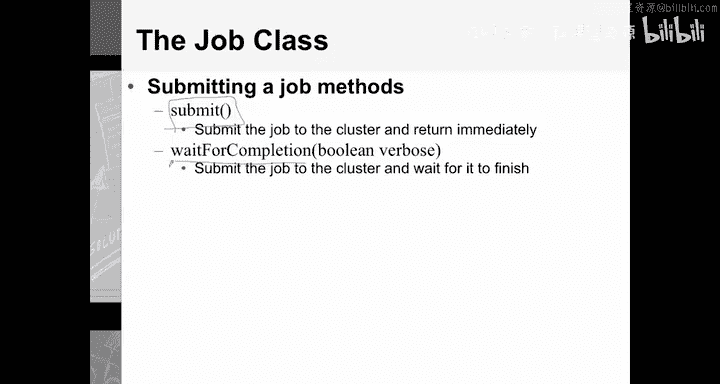 The Job Class
• Submitting a job methods
– submit()
• Submit the job to the cluster and return immediately
– waitForCompletion(boolean verbose)
• Submit the job to the cluster and wait for it to finish
bilibili